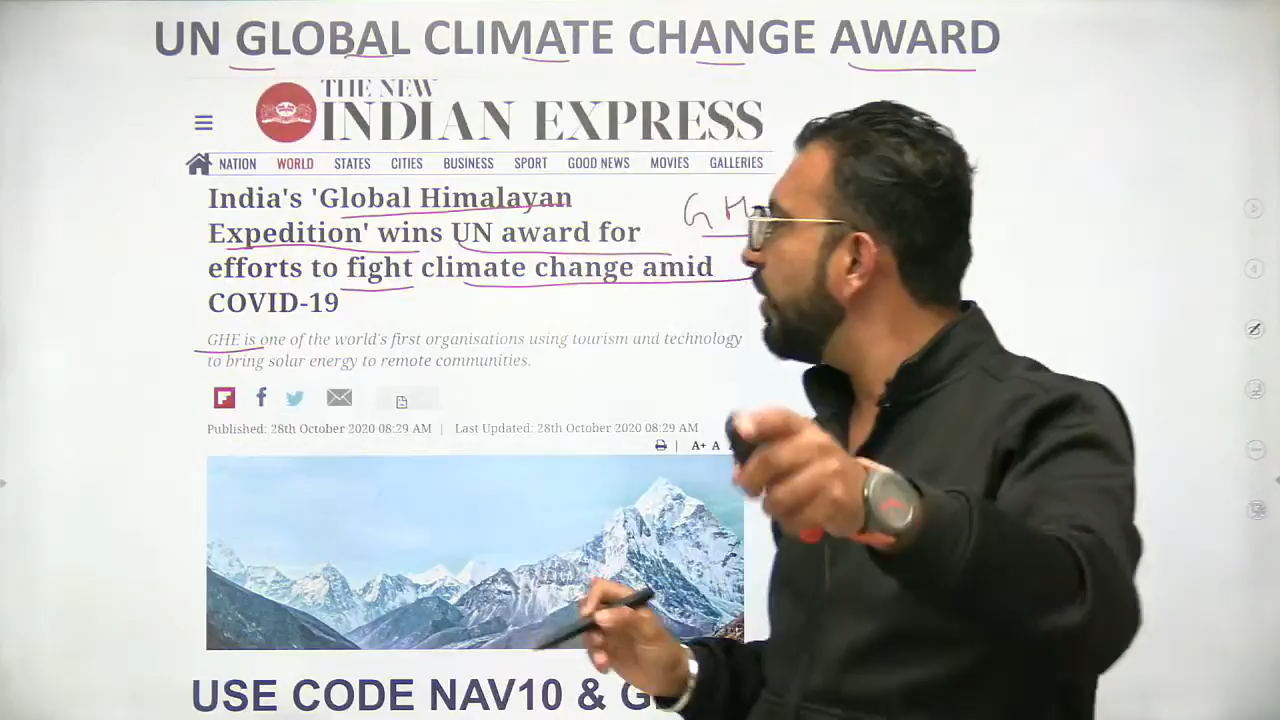 UN GLOBAL CLIMATE CHANGE AWARD
THE NEW
INDIAN EXPRESS
NATION WORLD STATES CITIES BUSINESS SPORT GOOD NEWS MOVIES GALLERIES
India's 'Global Himalayan
Expedition' wins UN award for
efforts to fight climate change amid
COVID-19
G H
GHE is one of the world's first organisations using tourism and technology
to bring solar energy to remote communities.
Published: 28th October 2020 08:29 AM | Last Updated: 28th October 2020 08:29 AM
A+ A
USE CODE NAV10 & G